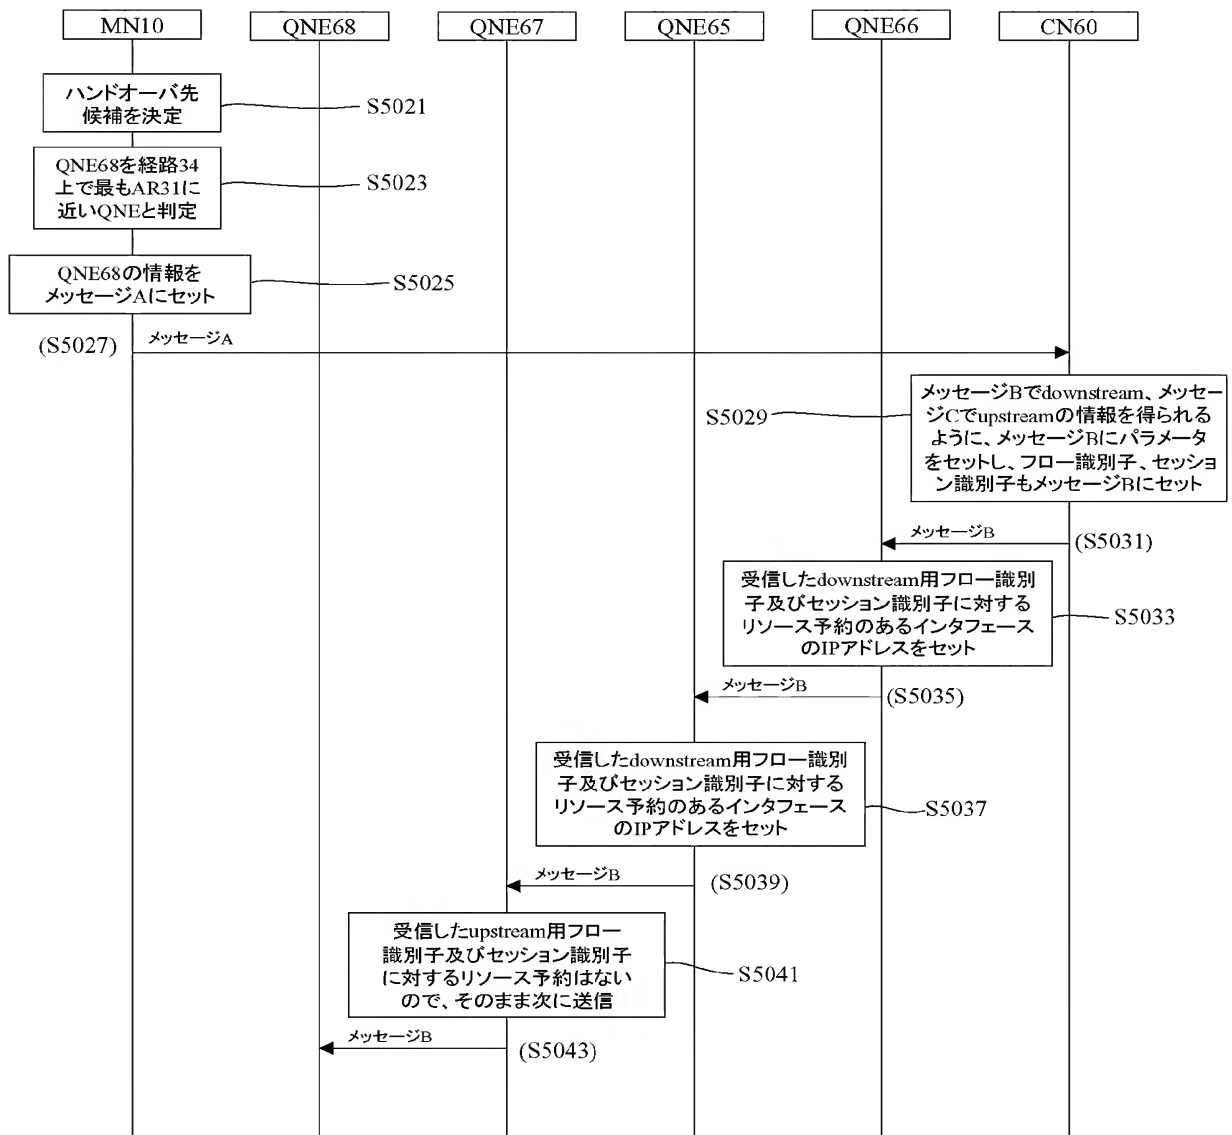 MN10
QNE68
QNE67
QNE65
QNE66
CN60
ハンドオーバ先
候補を決定
S5021
QNE68を経路34
上で最もAR31に
近いQNEと判定
S5023
QNE68の情報を
メッセージAにセット
S5025
(S5027)
メッセージA
メッセージBでdownstream、メッセー
ジCでupstreamの情報を得られる
ように、メッセージBにパラメータ
をセットし、フロー識別子、セッショ
ン識別子もメッセージBにセット
S5029
メッセージB
(S5031)
受信したdownstream用フロー識別
子及びセッション識別子に対する
リソース予約のあるインタフェース
のIPアドレスをセット
S5033
メッセージB
(S5035)
受信したdownstream用フロー識別
子及びセッション識別子に対する
リソース予約のあるインタフェース
のIPアドレスをセット
S5037
メッセージB
(S5039)
受信したupstream用フロー
識別子及びセッション識別子
に対するリソース予約はない
ので、そのまま次に送信
S5041
メッセージB
(S5043)